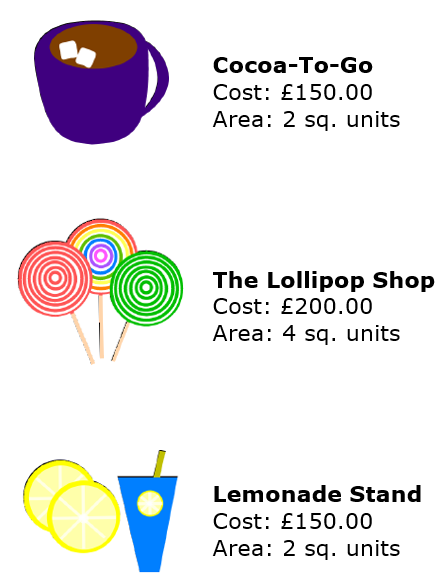 Cocoa-To-Go
Cost: £150.00
Area: 2 sq. units
The Lollipop Shop
Cost: £200.00
Area: 4 sq. units
Lemonade Stand
Cost: £150.00
Area: 2 sq. units